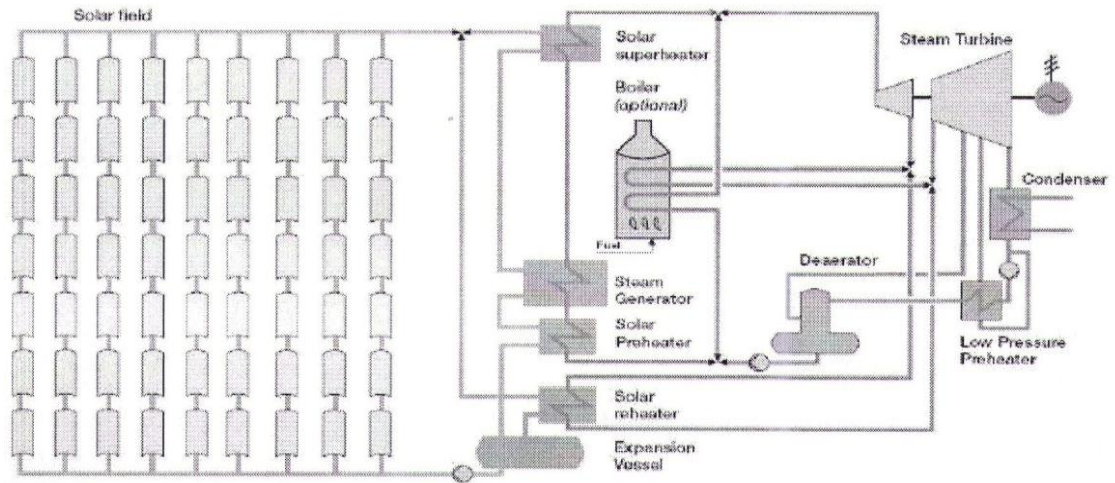 Solar field
Solar
superheater
Boiler
(optional)
Steam Turbine
Fuel
Condenser
Deaerator
Steam
Generator
Solar
Preheater
Low Pressure
Preheater
Solar
reheater
Expansion
Vessel